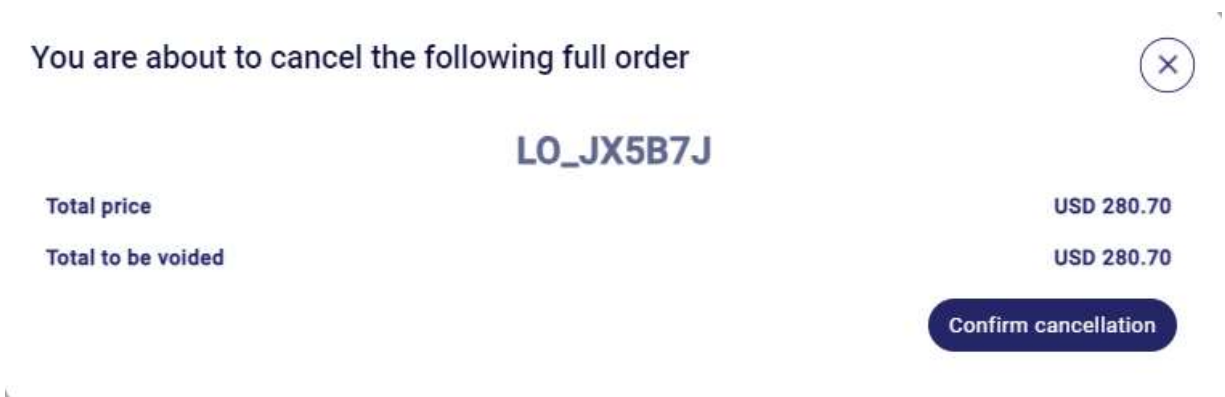 You are about to cancel the following full order
LO_JX5B7J
Total price USD 280.70
Total to be voided USD 280.70
Confirm cancellation